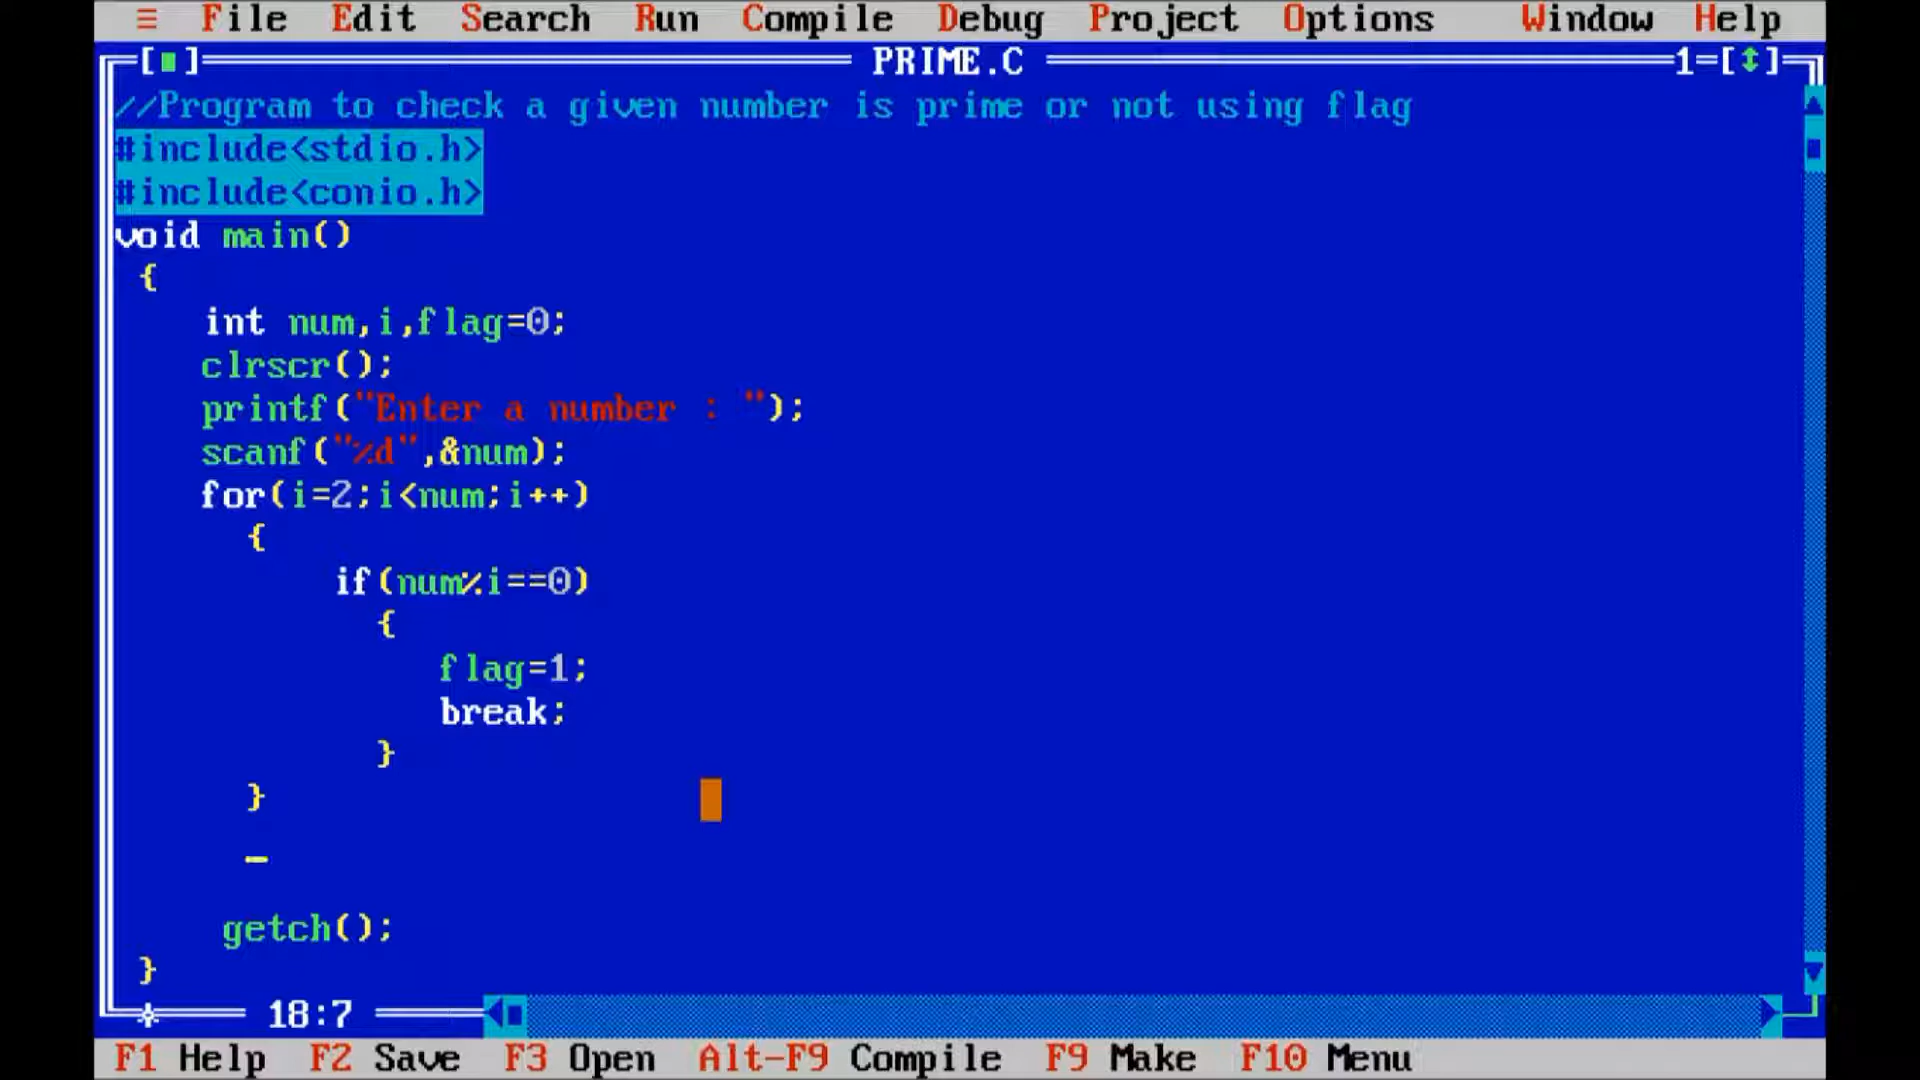 ≡ File Edit Search Run Compile Debug Project Options Window Help
[■] PRIME.C 1=[↕]
//Program to check a given number is prime or not using flag
#include<stdio.h>
#include<conio.h>
void main()
{
int num,i,flag=0;
clrscr();
printf("Enter a number : ");
scanf("%d",&num);
for(i=2;i<num;i++)
{
if(num%i==0)
{
flag=1;
break;
}
}
getch();
}
18:7
F1 Help F2 Save F3 Open Alt-F9 Compile F9 Make F10 Menu